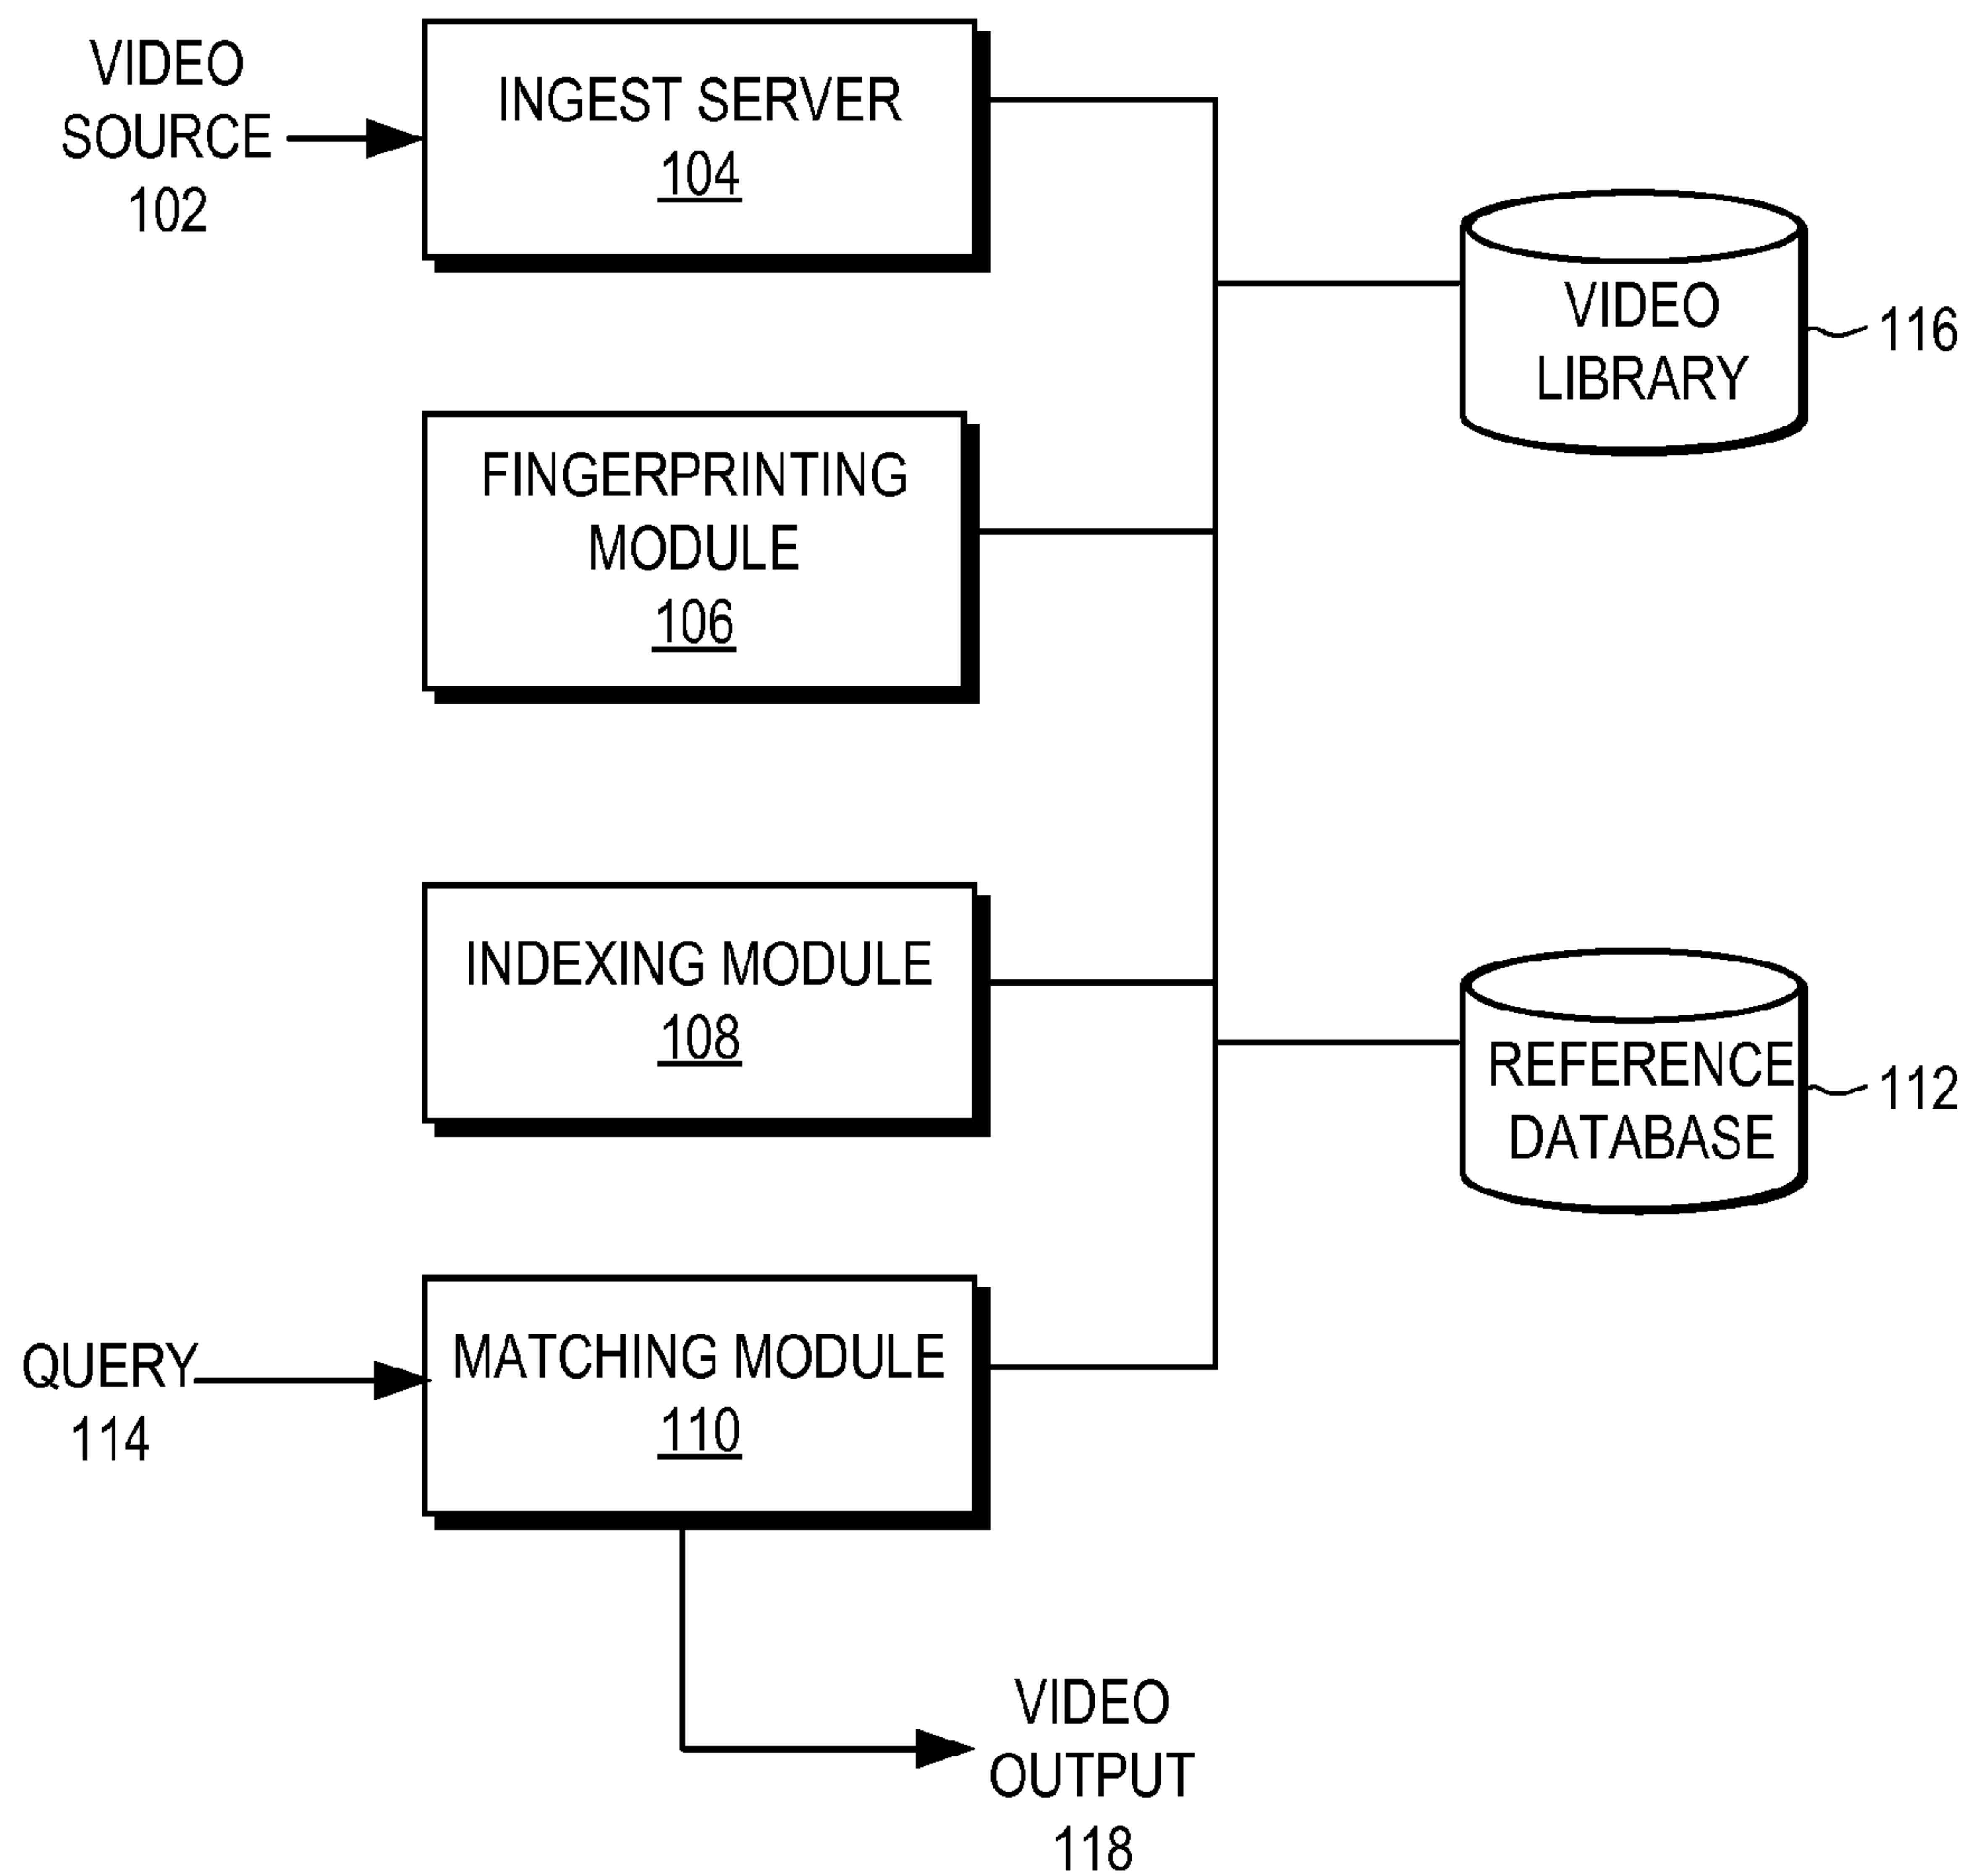 VIDEO
SOURCE
102
INGEST SERVER
104
VIDEO
LIBRARY
116
FINGERPRINTING
MODULE
106
INDEXING MODULE
108
REFERENCE
DATABASE
112
QUERY
114
MATCHING MODULE
110
VIDEO
OUTPUT
118